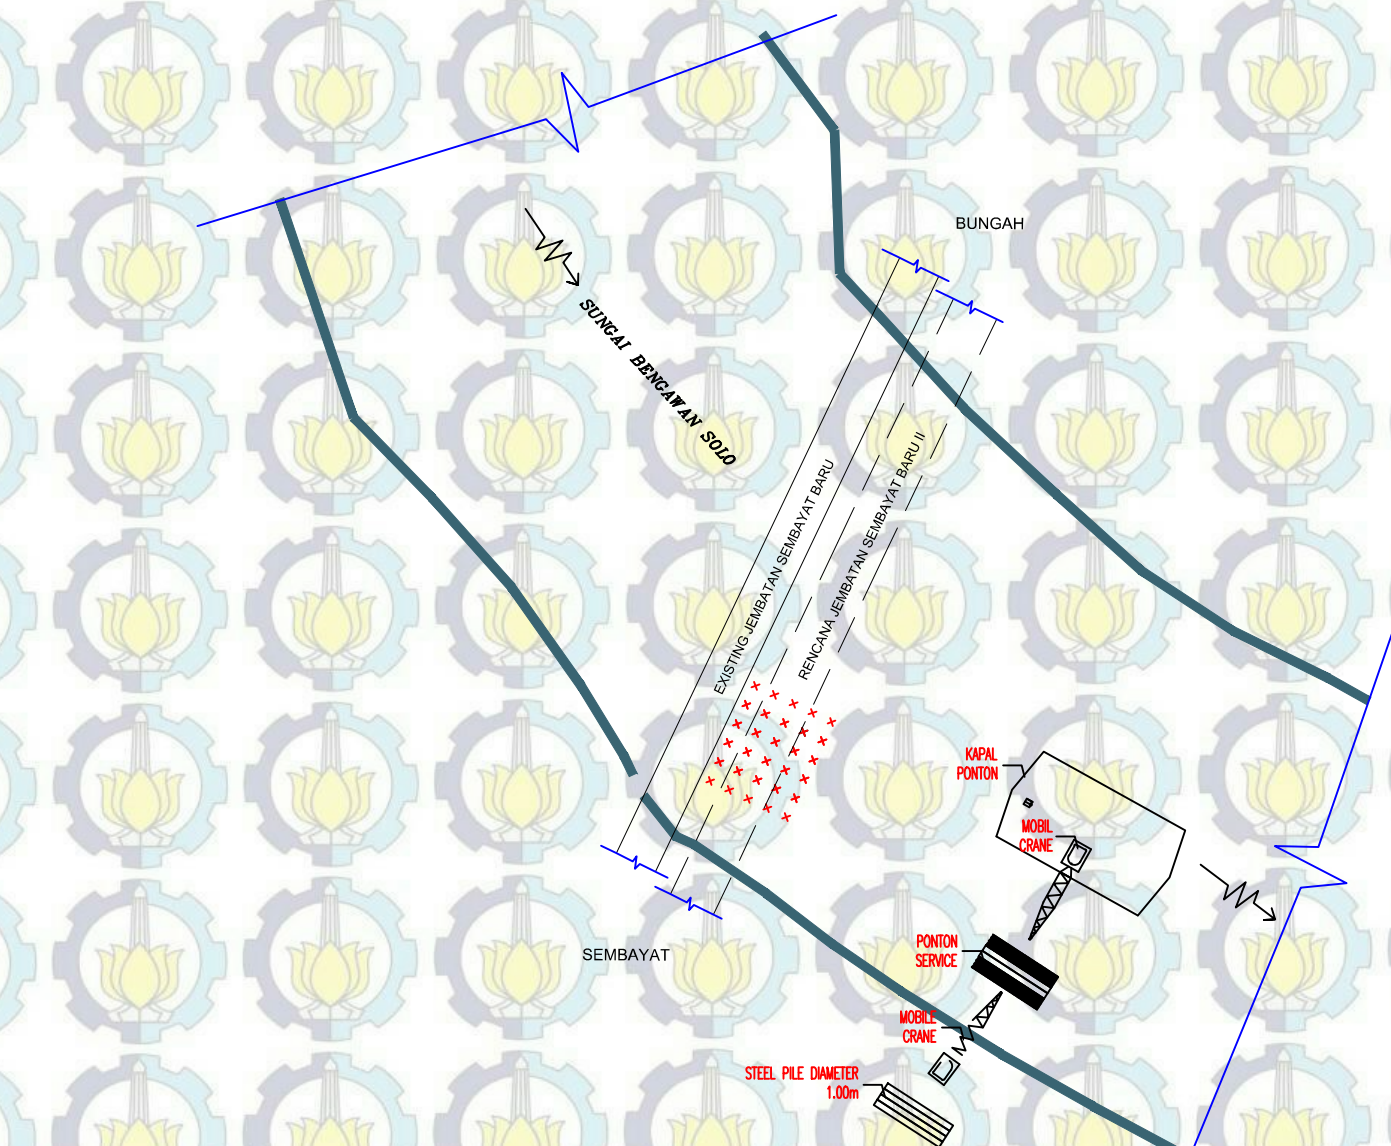 BUNGAH
SUNGAI BENGAWAN SOLO
EXISTING JEMBATAN SEMBAYAT BARU
RENCANA JEMBATAN SEMBAYAT BARU II
KAPAL
PONTON
MOBIL
CRANE
PONTON
SERVICE
SEMBAYAT
MOBILE
CRANE
STEEL PILE DIAMETER
1.00m